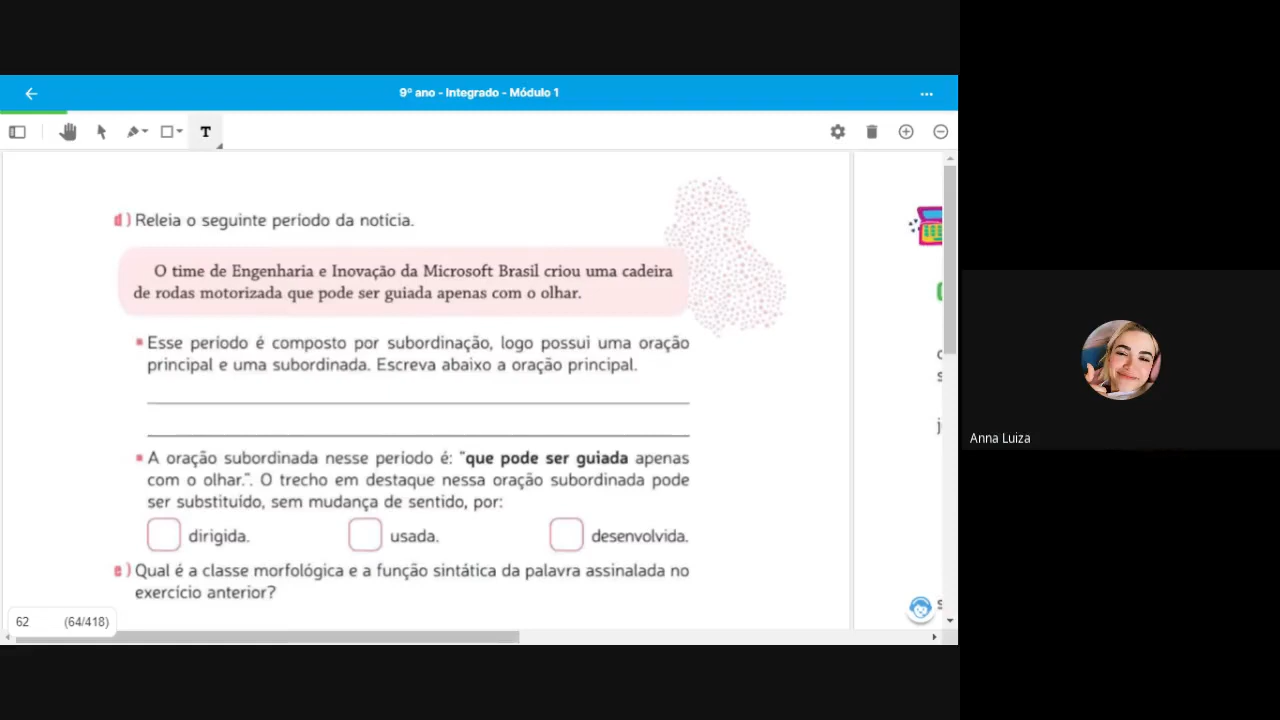 9º ano - Integrado - Módulo 1
T
d) Releia o seguinte período da notícia.
O time de Engenharia e Inovação da Microsoft Brasil criou uma cadeira
de rodas motorizada que pode ser guiada apenas com o olhar.
Esse período é composto por subordinação, logo possui uma oração
principal e uma subordinada. Escreva abaixo a oração principal.
A oração subordinada nesse período é: "que pode ser guiada apenas
com o olhar.". O trecho em destaque nessa oração subordinada pode
ser substituído, sem mudança de sentido, por:
dirigida. usada. desenvolvida.
e) Qual é a classe morfológica e a função sintática da palavra assinalada no
exercício anterior?
62 (64/418)
Anna Luiza